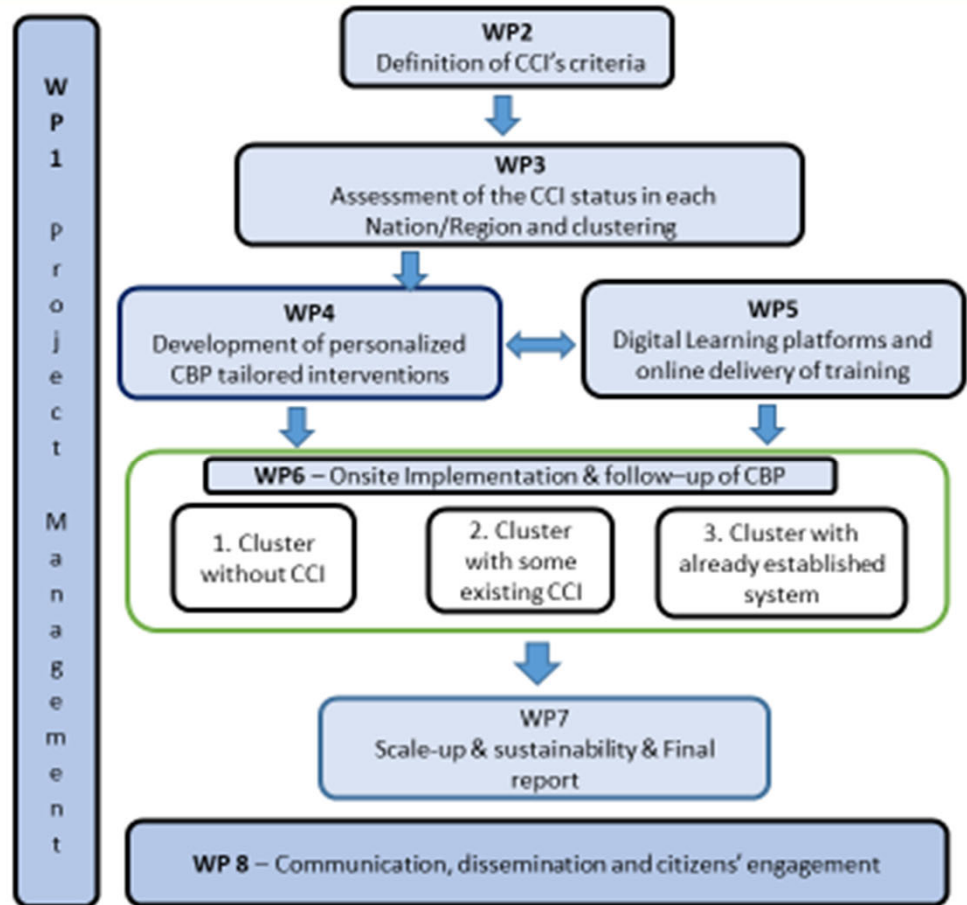 WP1 Project Management
WP2
Definition of CCI's criteria
WP3
Assessment of the CCI status in each
Nation/Region and clustering
WP4
Development of personalized
CBP tailored interventions
WP5
Digital Learning platforms and
online delivery of training
WP6 – Onsite Implementation & follow–up of CBP
1. Cluster
without CCI
2. Cluster
with some
existing CCI
3. Cluster with
already established
system
WP7
Scale-up & sustainability & Final
report
WP 8 – Communication, dissemination and citizens' engagement